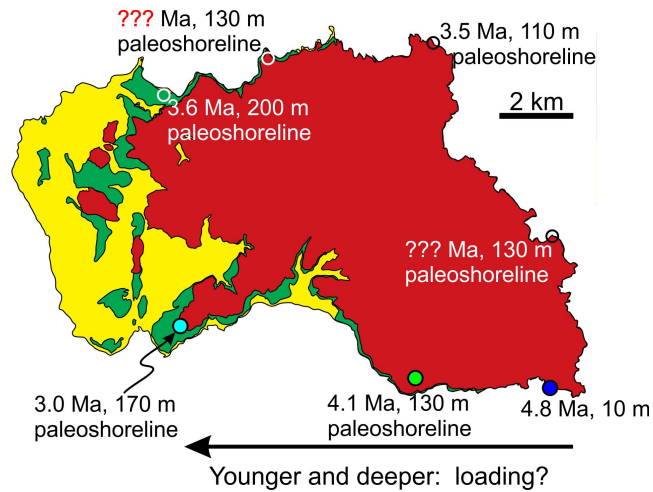 ??? Ma, 130 m
paleoshoreline
3.5 Ma, 110 m
paleoshoreline
3.6 Ma, 200 m
paleoshoreline
2 km
??? Ma, 130 m
paleoshoreline
3.0 Ma, 170 m
paleoshoreline
4.1 Ma, 130 m
paleoshoreline
4.8 Ma, 10 m
Younger and deeper: loading?